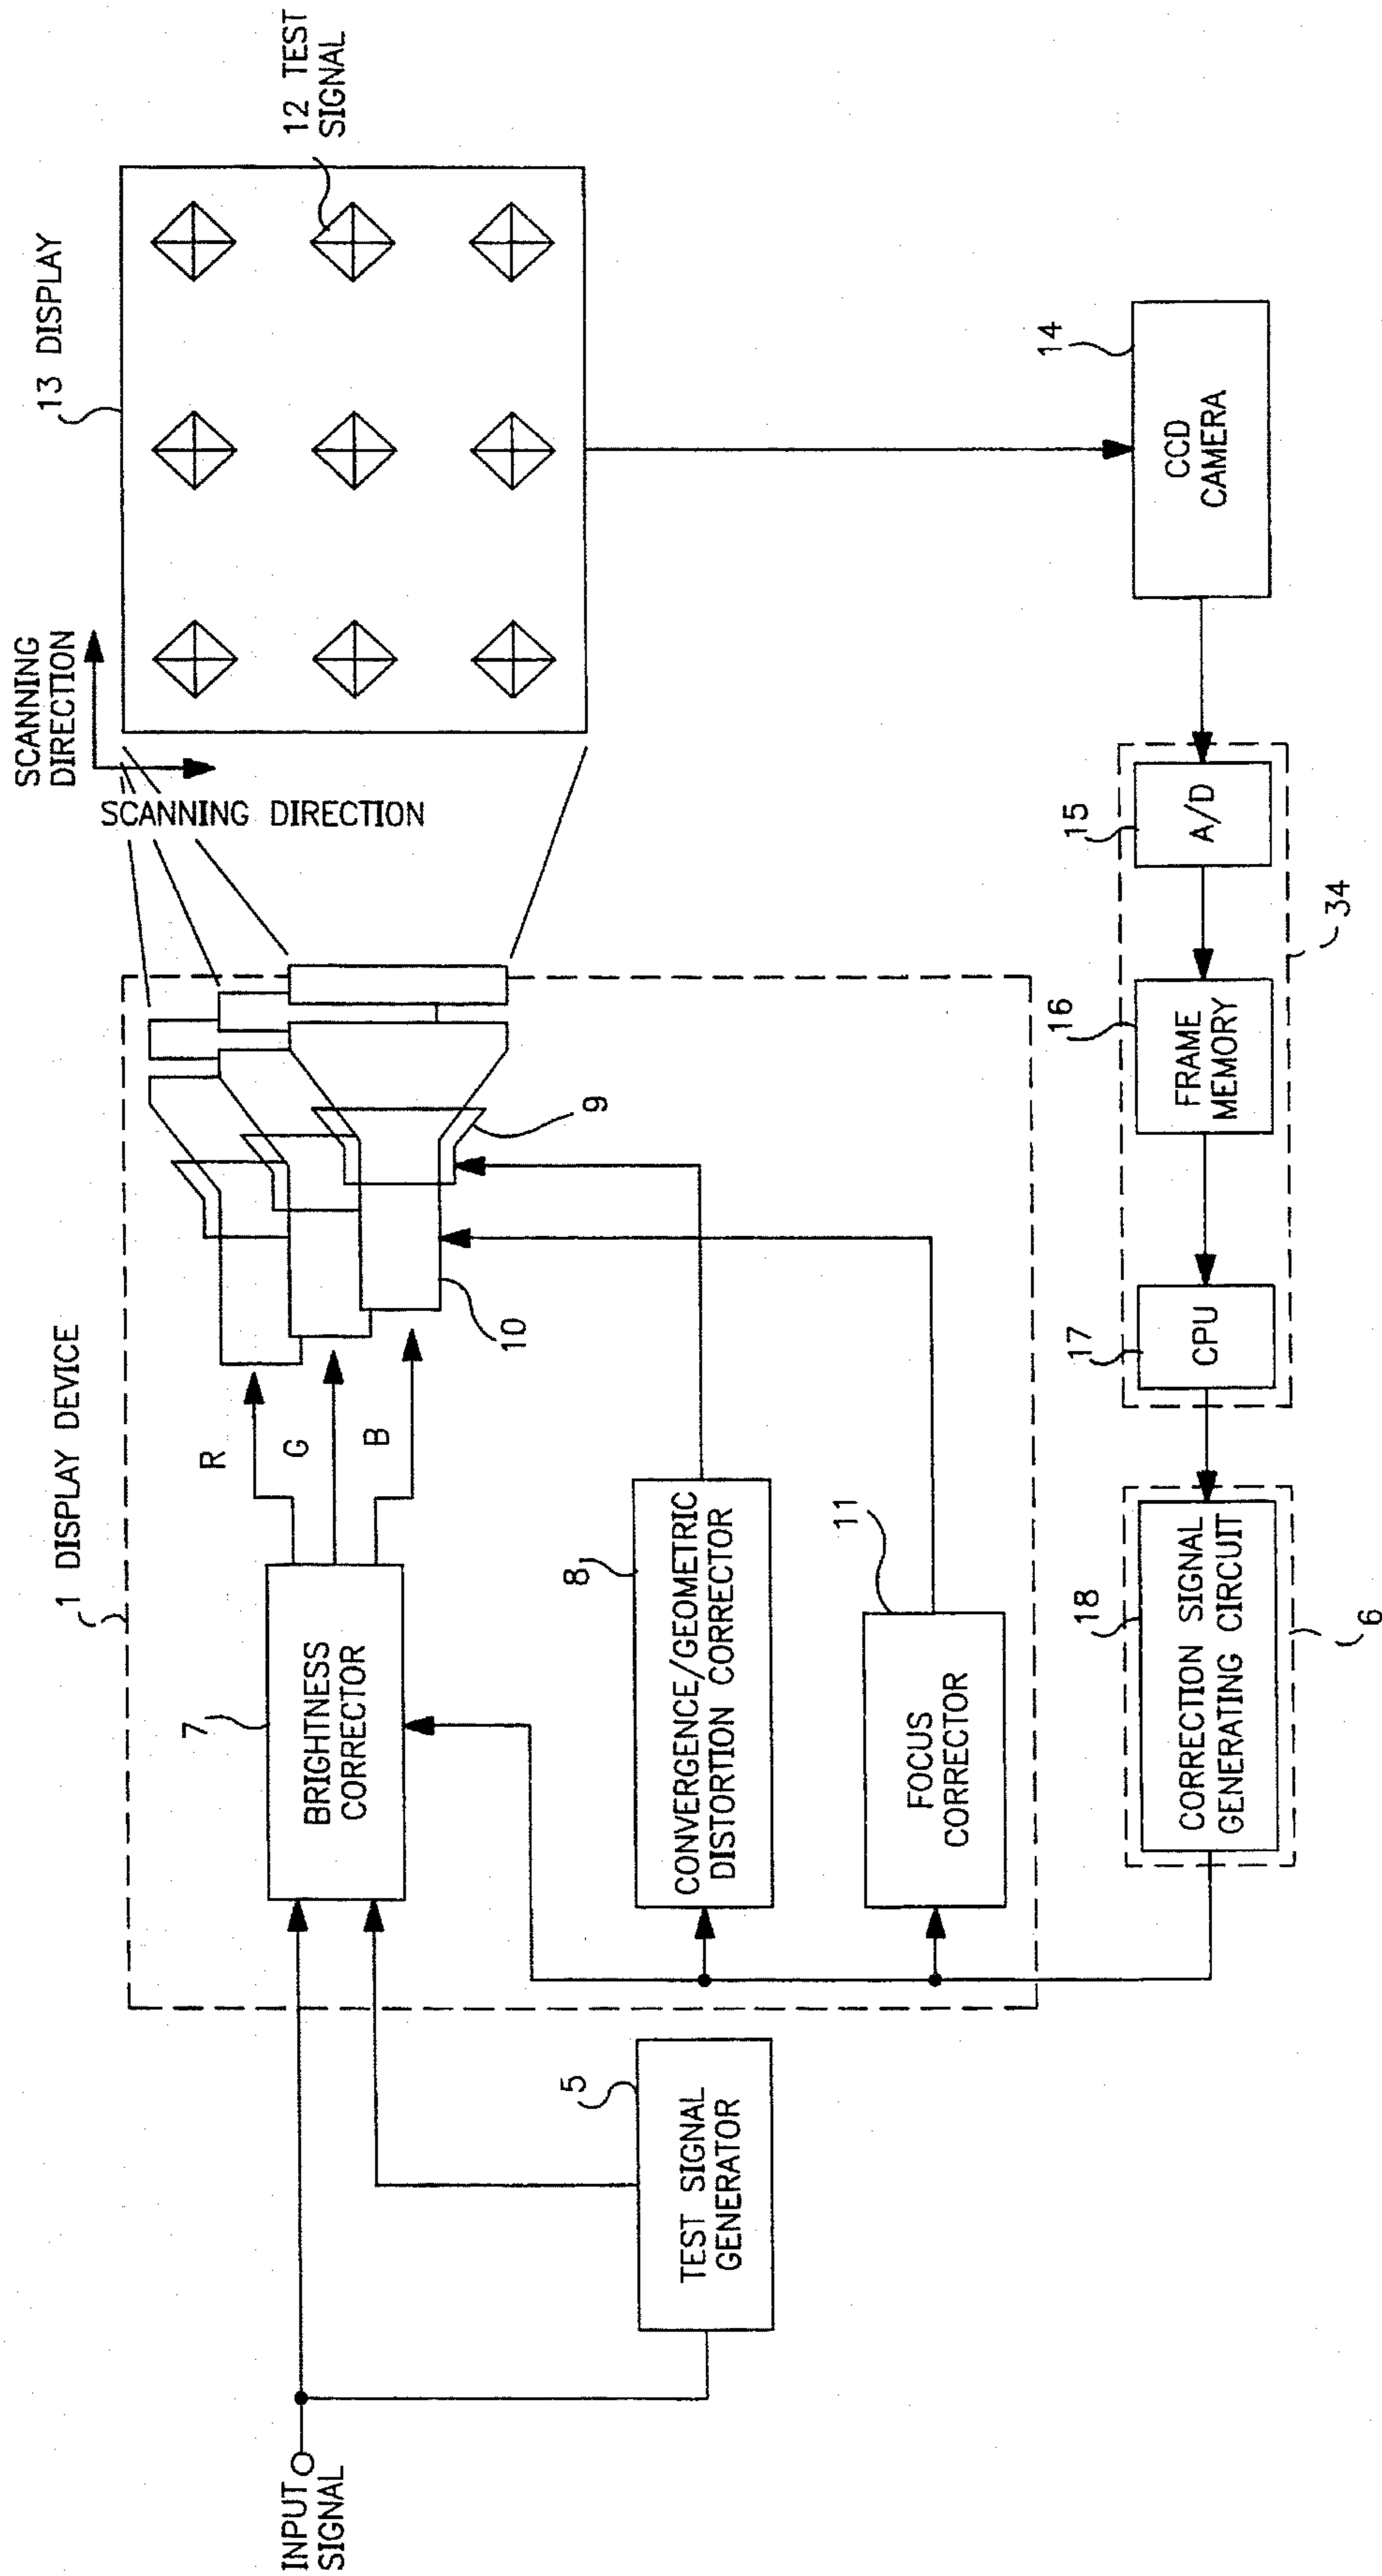 INPUT
SIGNAL
5
TEST SIGNAL
GENERATOR
1 DISPLAY DEVICE
7
BRIGHTNESS
CORRECTOR
R
G
B
10
9
8
CONVERGENCE/GEOMETRIC
DISTORTION CORRECTOR
11
FOCUS
CORRECTOR
SCANNING
DIRECTION
SCANNING DIRECTION
13 DISPLAY
12 TEST
SIGNAL
14
CCD
CAMERA
15
A/D
16
FRAME
MEMORY
17
CPU
34
18
CORRECTION SIGNAL
GENERATING CIRCUIT
6